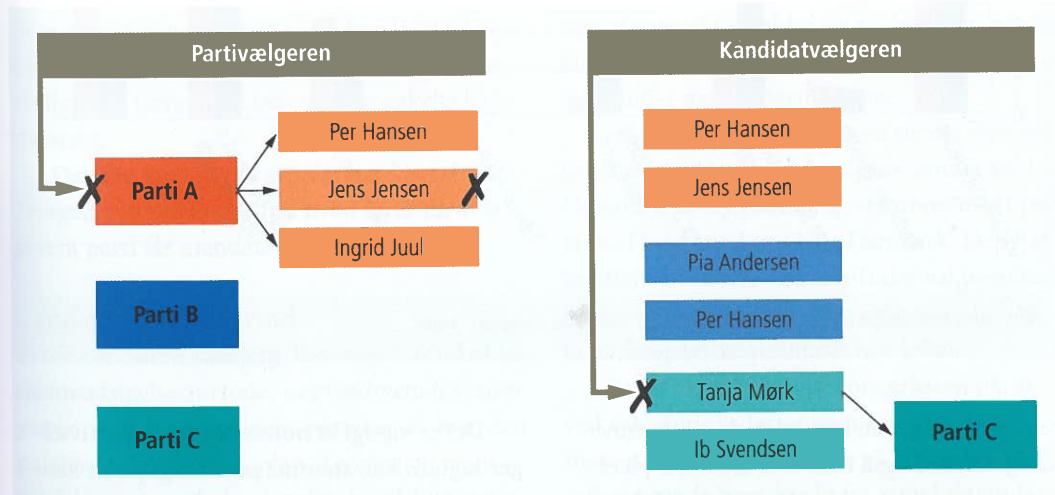 Partivælgeren
Per Hansen
Parti A
Jens Jensen
Ingrid Juul
Parti B
Parti C
Kandidatvælgeren
Per Hansen
Jens Jensen
Pia Andersen
Per Hansen
Tanja Mørk
Ib Svendsen
Parti C